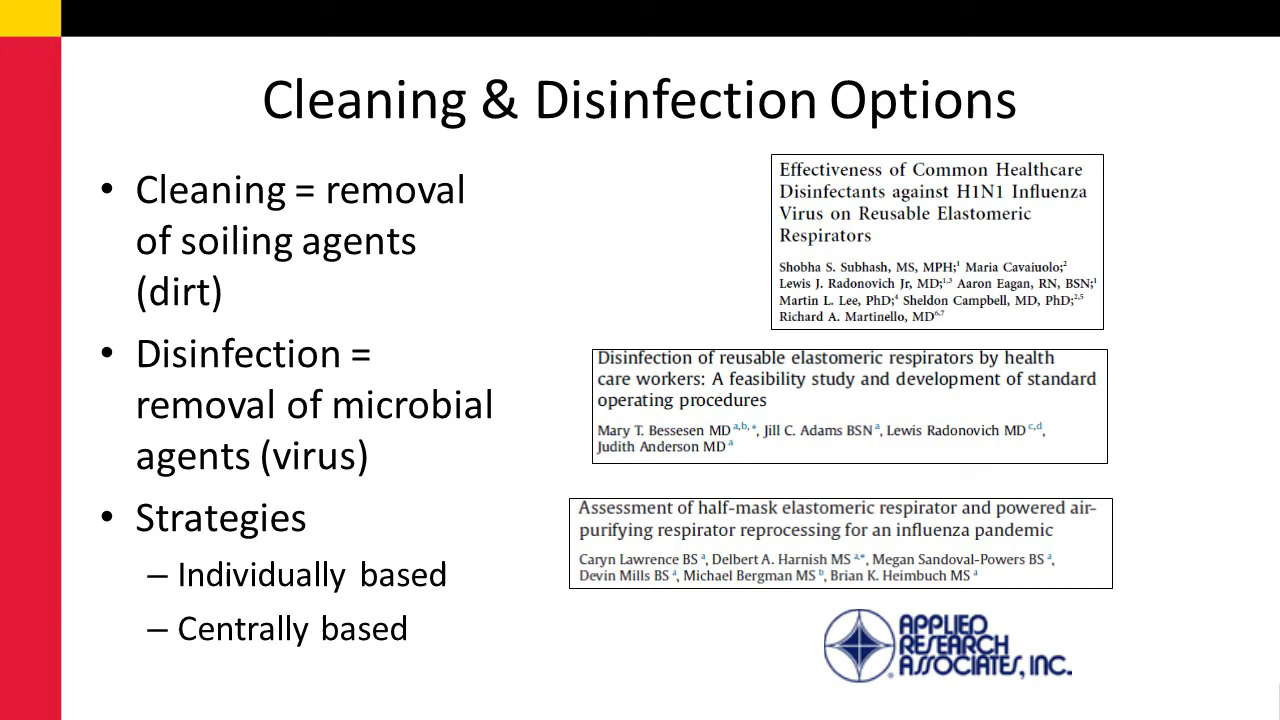 Cleaning & Disinfection Options
• Cleaning = removal
of soiling agents
(dirt)
• Disinfection =
removal of microbial
agents (virus)
• Strategies
– Individually based
– Centrally based
Effectiveness of Common Healthcare
Disinfectants against H1N1 Influenza
Virus on Reusable Elastomeric
Respirators
Shobha S. Subhash, MS, MPH;1 Maria Cavaiuolo;2
Lewis J. Radonovich Jr, MD;1,3 Aaron Eagan, RN, BSN;1
Martin L. Lee, PhD;4 Sheldon Campbell, MD, PhD;2,5
Richard A. Martinello, MD6,7
Disinfection of reusable elastomeric respirators by health
care workers: A feasibility study and development of standard
operating procedures
Mary T. Bessesen MD a,b,*, Jill C. Adams BSN a, Lewis Radonovich MD c,d,
Judith Anderson MD a
Assessment of half-mask elastomeric respirator and powered air-
purifying respirator reprocessing for an influenza pandemic
Caryn Lawrence BS a, Delbert A. Harnish MS a,*, Megan Sandoval-Powers BS a,
Devin Mills BS a, Michael Bergman MS b, Brian K. Heimbuch MS a
APPLIED
RESEARCH
ASSOCIATES, INC.